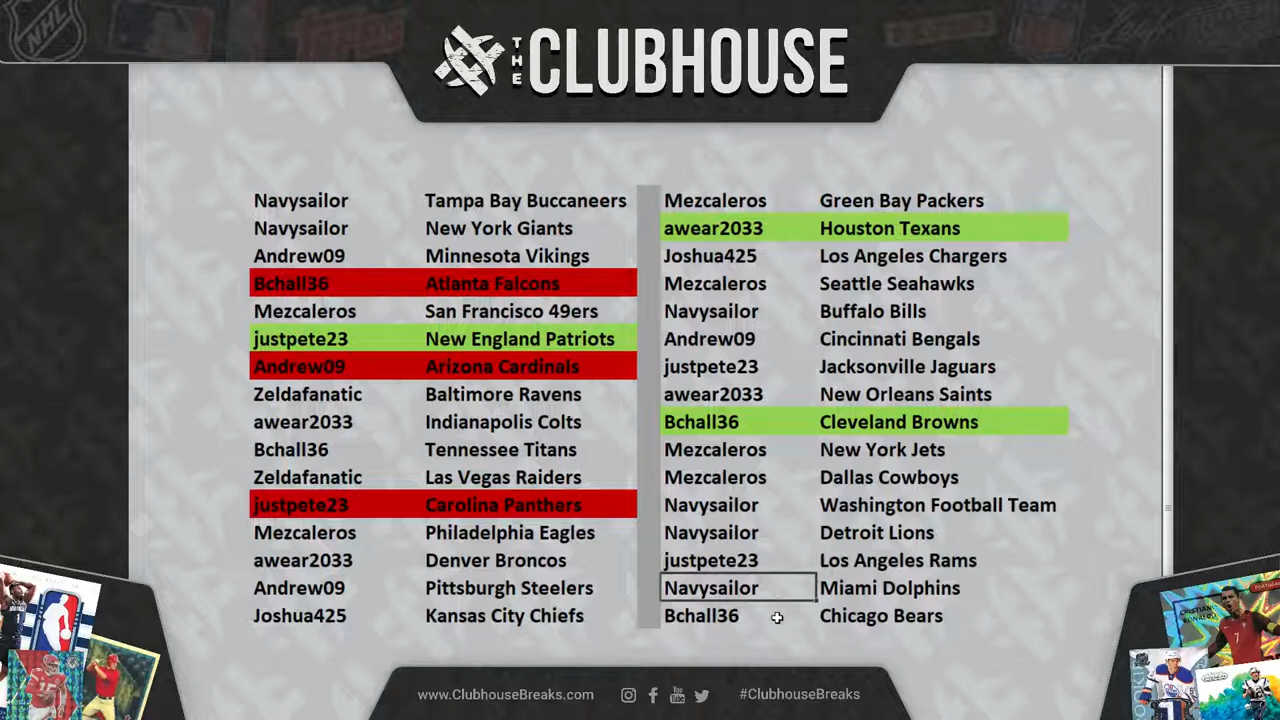 THE CLUBHOUSE
Navysailor Tampa Bay Buccaneers
Navysailor New York Giants
Andrew09 Minnesota Vikings
Bchall36 Atlanta Falcons
Mezcaleros San Francisco 49ers
justpete23 New England Patriots
Andrew09 Arizona Cardinals
Zeldafanatic Baltimore Ravens
awear2033 Indianapolis Colts
Bchall36 Tennessee Titans
Zeldafanatic Las Vegas Raiders
justpete23 Carolina Panthers
Mezcaleros Philadelphia Eagles
awear2033 Denver Broncos
Andrew09 Pittsburgh Steelers
Joshua425 Kansas City Chiefs
Mezcaleros Green Bay Packers
awear2033 Houston Texans
Joshua425 Los Angeles Chargers
Mezcaleros Seattle Seahawks
Navysailor Buffalo Bills
Andrew09 Cincinnati Bengals
justpete23 Jacksonville Jaguars
awear2033 New Orleans Saints
Bchall36 Cleveland Browns
Mezcaleros New York Jets
Mezcaleros Dallas Cowboys
Navysailor Washington Football Team
Navysailor Detroit Lions
justpete23 Los Angeles Rams
Navysailor Miami Dolphins
Bchall36 Chicago Bears
www.ClubhouseBreaks.com #ClubhouseBreaks
NHL
CRISTIANO RONALDO